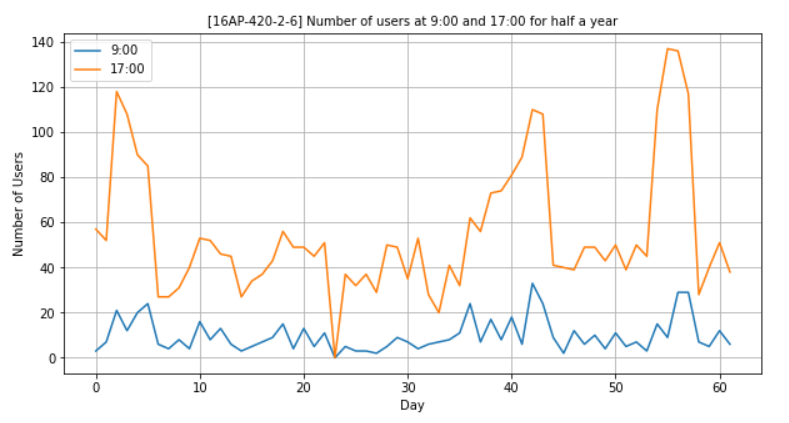 [16AP-420-2-6] Number of users at 9:00 and 17:00 for half a year
9:00
17:00
Number of Users
140
120
100
80
60
40
20
0
0 10 20 30 40 50 60
Day